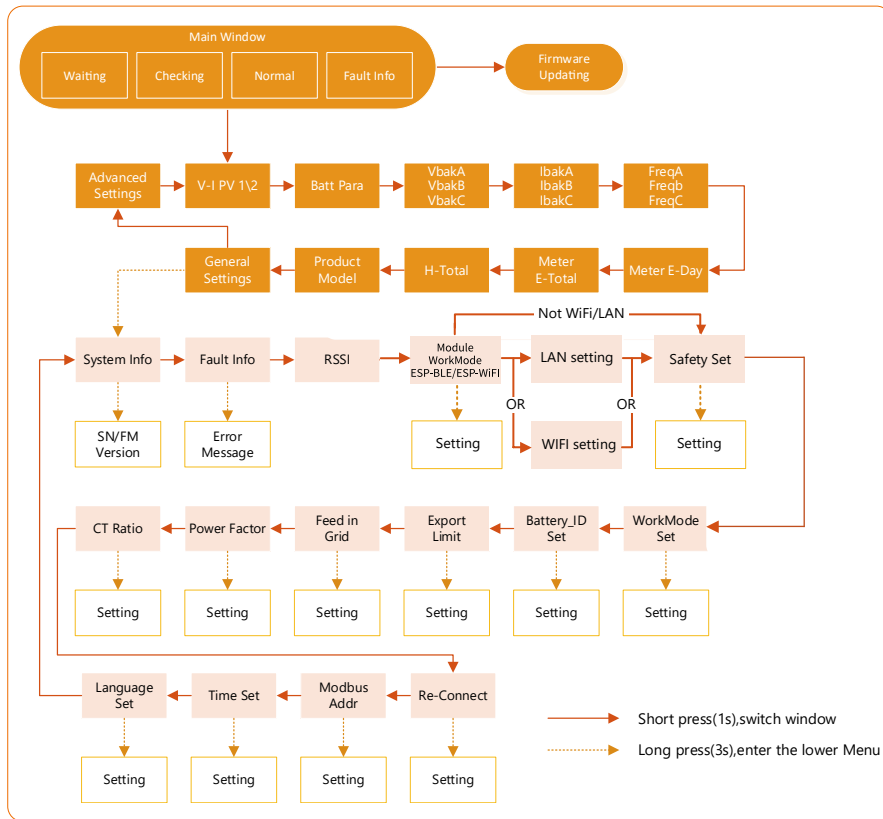 Main Window
Waiting
Checking
Normal
Fault Info
Firmware
Updating
Advanced
Settings
V-I PV 1\2
Batt Para
VbakA
VbakB
VbakC
IbakA
IbakB
IbakC
FreqA
Freqb
FreqC
General
Settings
Product
Model
H-Total
Meter
E-Total
Meter E-Day
Not WiFi/LAN
System Info
Fault Info
RSSI
Module
WorkMode
ESP-BLE/ESP-WiFI
LAN setting
Safety Set
OR
OR
SN/FM
Version
Error
Message
Setting
WIFI setting
Setting
CT Ratio
Power Factor
Feed in
Grid
Export
Limit
Battery_ID
Set
WorkMode
Set
Setting
Setting
Setting
Setting
Setting
Setting
Language
Set
Time Set
Modbus
Addr
Re-Connect
Short press(1s),switch window
Long press(3s),enter the lower Menu
Setting
Setting
Setting
Setting